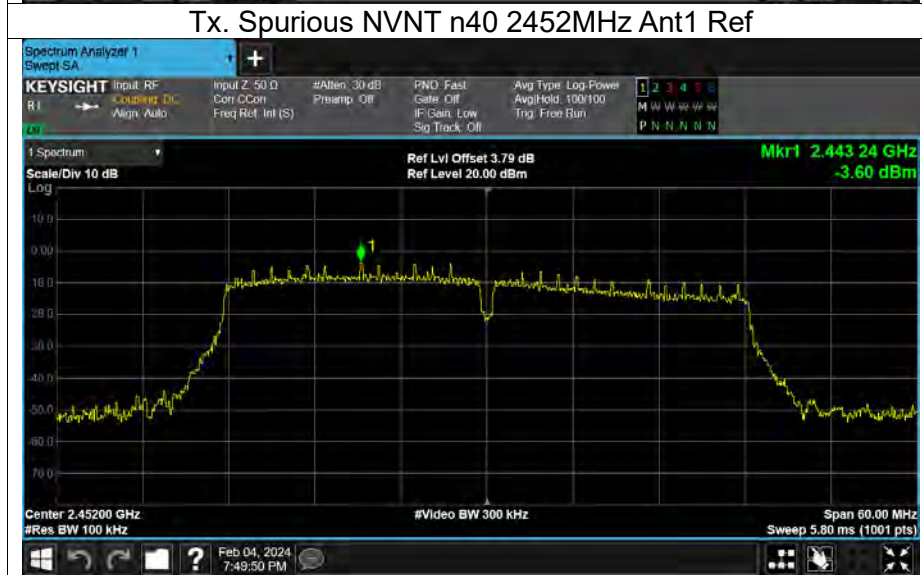 Tx. Spurious NVNT n40 2452MHz Ant1 Ref
Spectrum Analyzer 1
Swept SA
+
KEYSIGHT
Input: RF
Coupling: DC
Align: Auto
Input Z: 50 Ω
Corr CCorr
Freq Ref: Int (S)
#Atten: 30 dB
Preamp: Off
PNO: Fast
Gate: Off
IF Gain: Low
Sig Track: Off
Avg Type: Log-Power
Avg|Hold: 100/100
Trig: Free Run
1 2 3 4 5 6
M W W W W W
P N N N N N
1 Spectrum
Scale/Div 10 dB
Log
Ref Lvl Offset 3.79 dB
Ref Level 20.00 dBm
Mkr1 2.443 24 GHz
-3.60 dBm
10.0
0.00
1
-10.0
-20.0
-30.0
-40.0
-50.0
-60.0
-70.0
Center 2.45200 GHz
#Res BW 100 kHz
#Video BW 300 kHz
Span 60.00 MHz
Sweep 5.80 ms (1001 pts)
?
Feb 04, 2024
7:49:50 PM